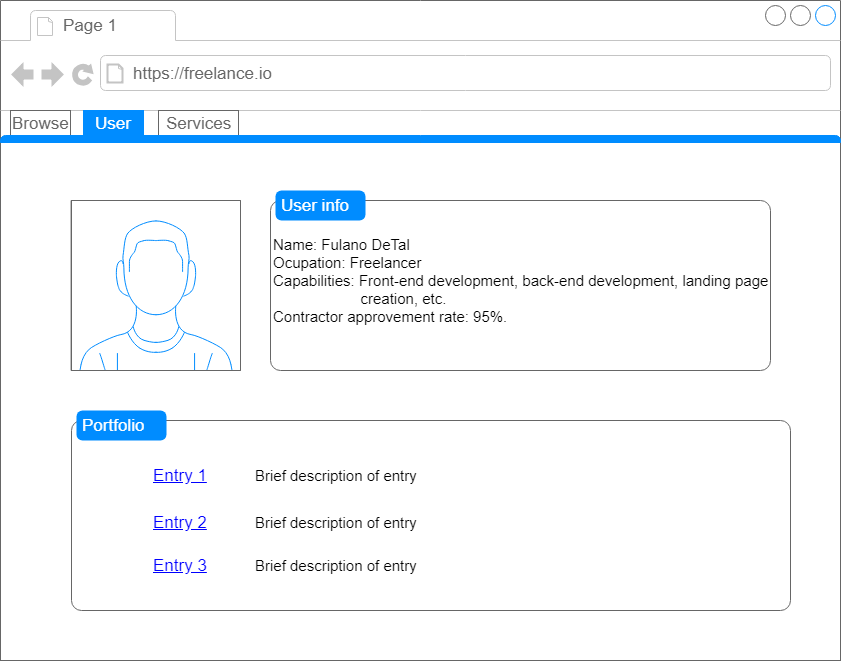 Page 1
https://freelance.io
Browse User Services
User info
Name: Fulano DeTal
Ocupation: Freelancer
Capabilities: Front-end development, back-end development, landing page
creation, etc.
Contractor approvement rate: 95%.
Portfolio
Entry 1 Brief description of entry
Entry 2 Brief description of entry
Entry 3 Brief description of entry